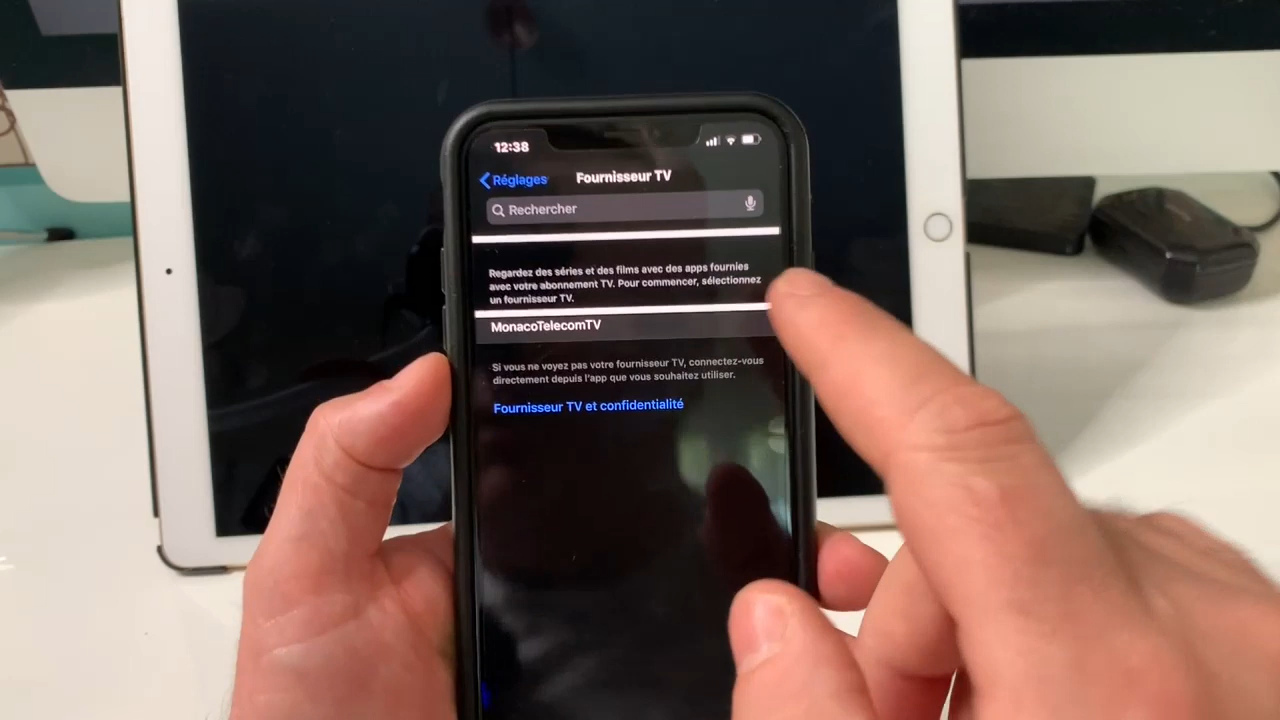 12:38
Réglages
Fournisseur TV
Rechercher
Regardez des séries et des films avec des apps fournies
avec votre abonnement TV. Pour commencer, sélectionnez
un fournisseur TV.
MonacoTelecomTV
Si vous ne voyez pas votre fournisseur TV, connectez-vous
directement depuis l'app que vous souhaitez utiliser.
Fournisseur TV et confidentialité